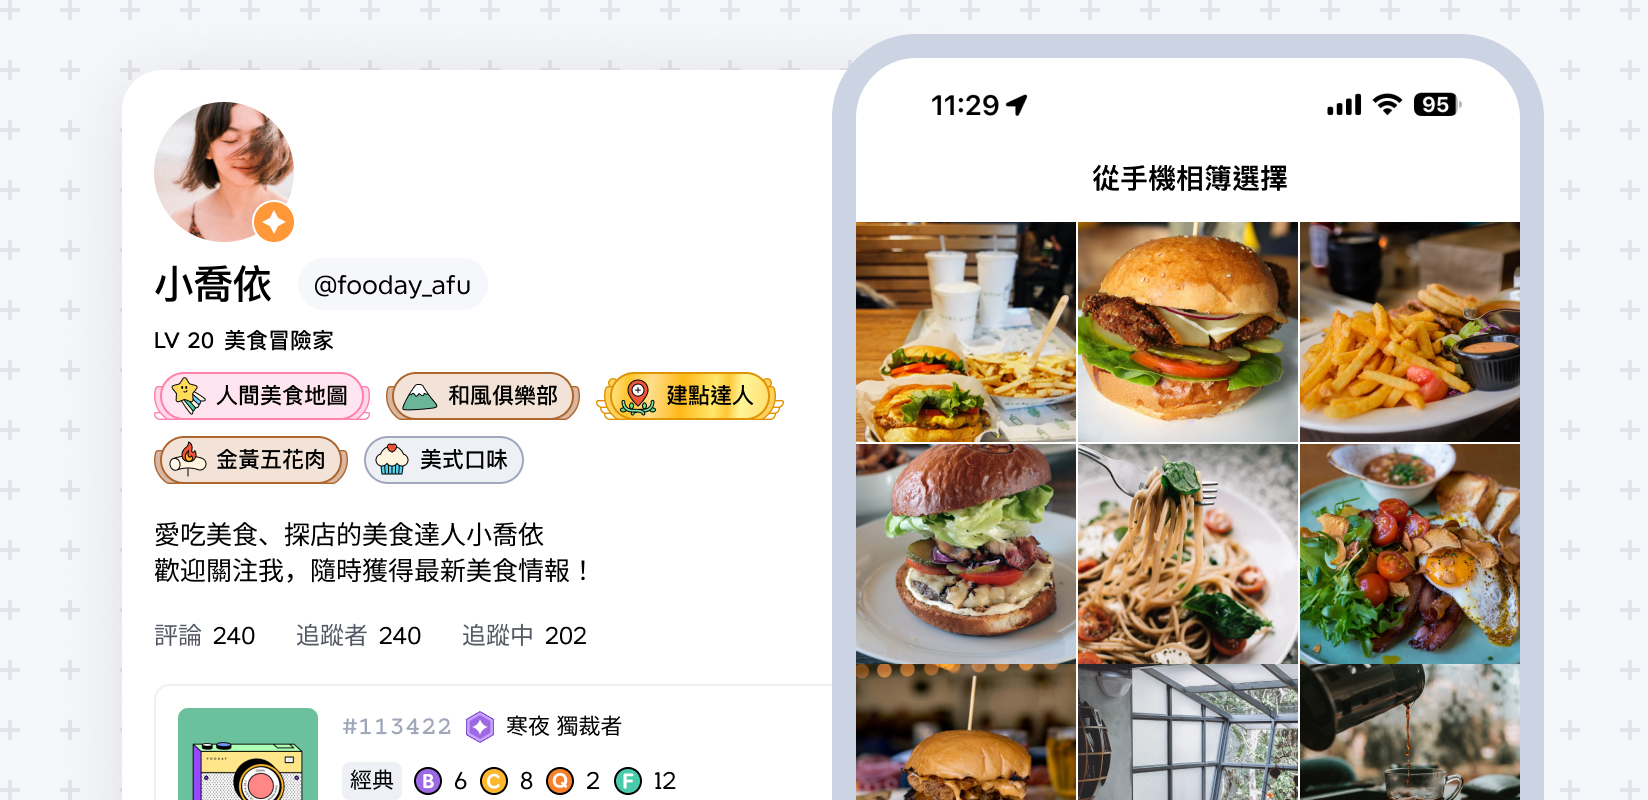 小喬依 @fooday_afu
LV 20 美食冒險家
人間美食地圖 和風俱樂部 建點達人
金黃五花肉 美式口味
愛吃美食、探店的美食達人小喬依
歡迎關注我，隨時獲得最新美食情報！
評論 240 追蹤者 240 追蹤中 202
#113422 寒夜 獨裁者
經典 B 6 C 8 Q 2 F 12
FOODAY
11:29 95
從手機相簿選擇